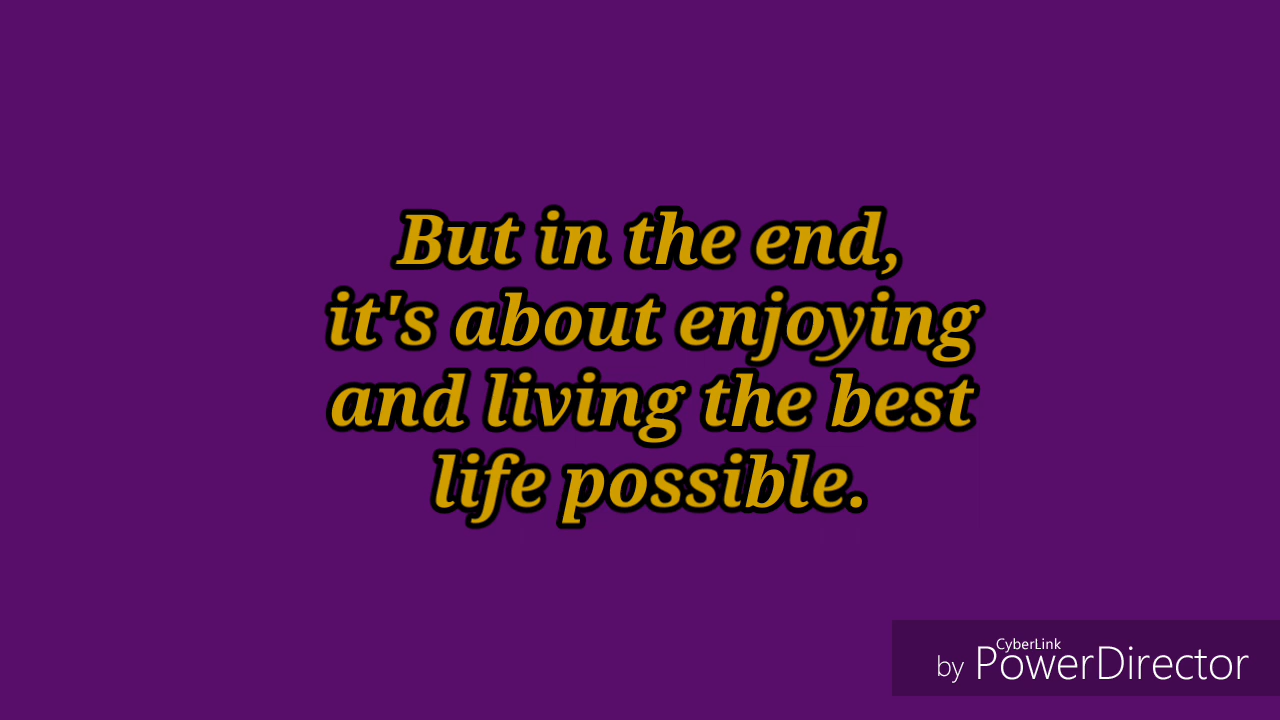 But in the end,
it's about enjoying
and living the best
life possible.
by CyberLink PowerDirector